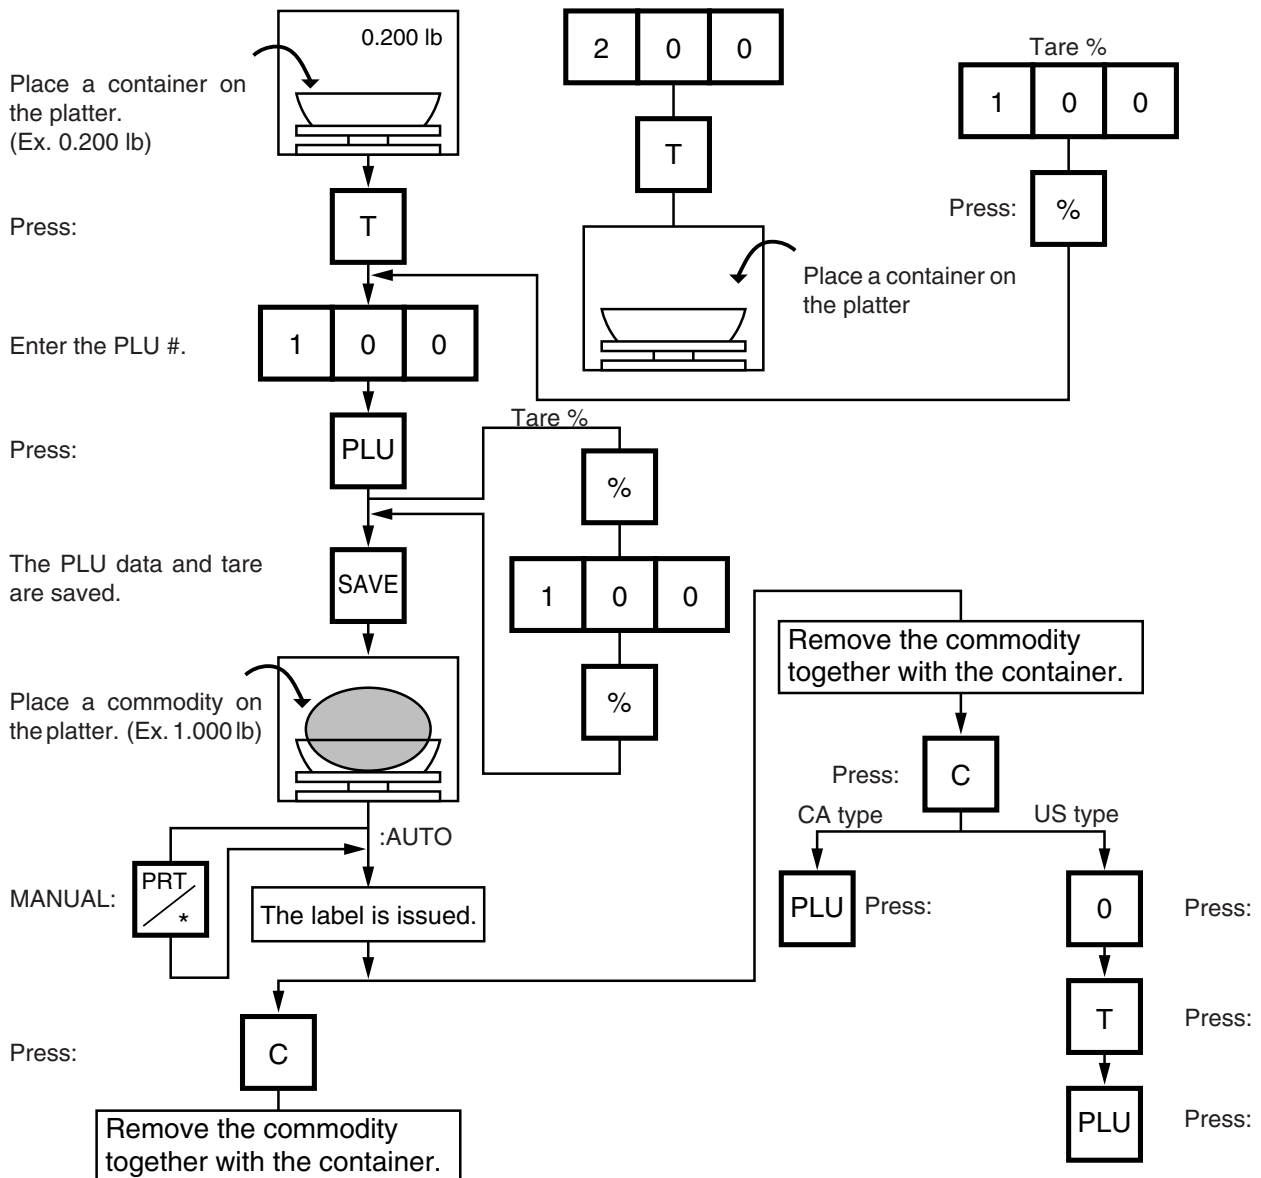 0.200 lb
Place a container on
the platter.
(Ex. 0.200 lb)
Press:
T
Enter the PLU #.
1 0 0
Press:
PLU
The PLU data and tare
are saved.
SAVE
Place a commodity on
the platter. (Ex. 1.000 lb)
:AUTO
MANUAL:
PRT
*
The label is issued.
Press:
C
Remove the commodity
together with the container.
2 0 0
T
Place a container on
the platter
Tare %
1 0 0
Press:
%
Tare %
%
1 0 0
%
Remove the commodity
together with the container.
Press:
C
CA type
US type
PLU
Press:
0
Press:
T
Press:
PLU
Press: